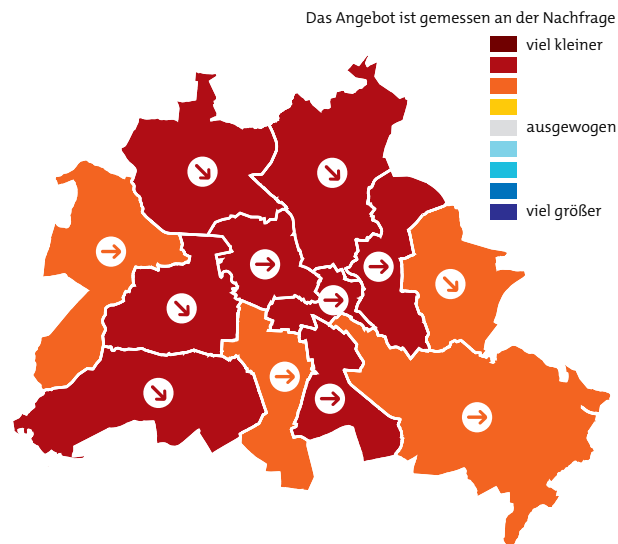 Das Angebot ist gemessen an der Nachfrage
viel kleiner
ausgewogen
viel größer